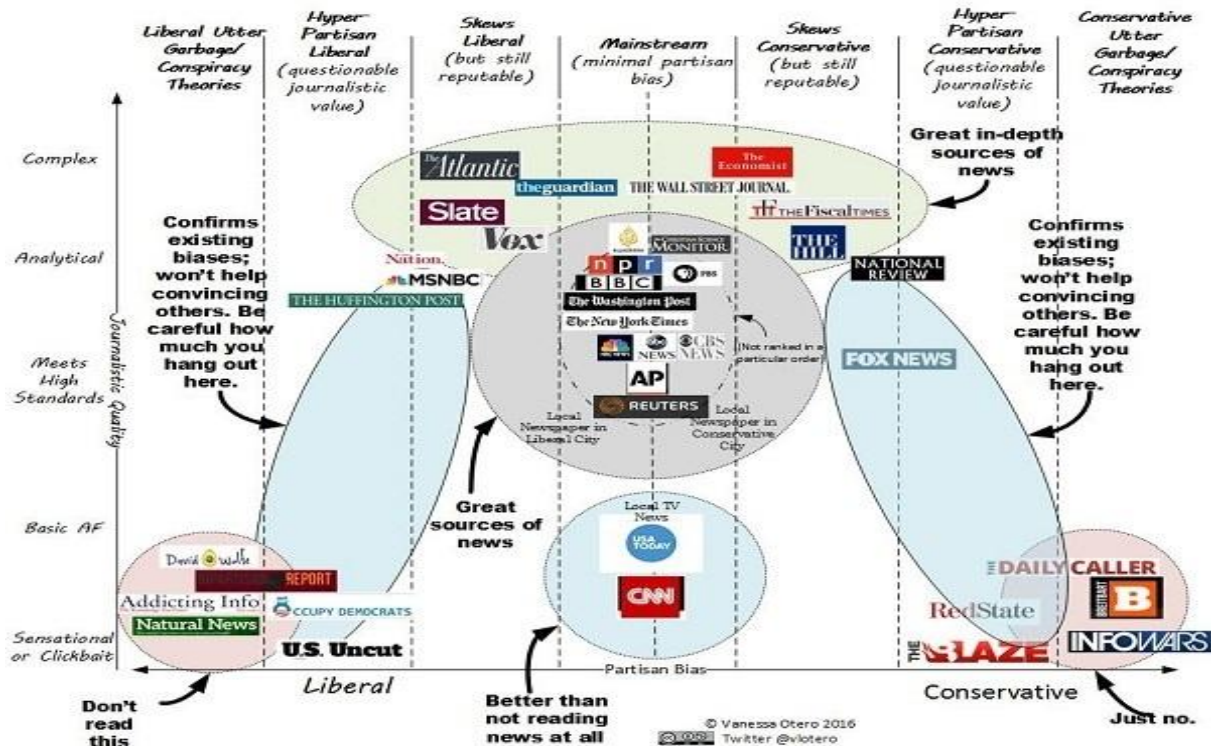 Liberal Utter
Garbage/
Conspiracy
Theories
Hyper-
Partisan
Liberal
(questionable
journalistic
value)
Skews
Liberal
(but still
reputable)
Mainstream
(minimal partisan
bias)
Skews
Conservative
(but still
reputable)
Hyper-
Partisan
Conservative
(questionable
journalistic
value)
Conservative
Utter
Garbage/
Conspiracy
Theories
Journalistic Quality
Complex
Analytical
Meets
High
Standards
Basic AF
Sensational
or Clickbait
The Atlantic
theguardian
The Economist
THE WALL STREET JOURNAL
Slate
Vox
THE FISCAL TIMES
THE HILL
Great in-depth
sources of
news
Confirms
existing
biases;
won't help
convincing
others. Be
careful how
much you
hang out
here.
The Nation.
MSNBC
THE HUFFINGTON POST
MONITOR
npr
BBC
PBS
The Washington Post
The New York Times
NBC NEWS
abc NEWS
CBS NEWS
AP
REUTERS
(Not ranked in a
particular order)
Local
Newspaper in
Liberal City
Local
Newspaper in
Conservative
City
NATIONAL
REVIEW
FOX NEWS
Confirms
existing
biases;
won't help
convincing
others. Be
careful how
much you
hang out
here.
Great
sources of
news
Local TV
News
USA
TODAY
CNN
David Wolfe
REPORT
Addicting Info
Natural News
OCCUPY DEMOCRATS
U.S. Uncut
THE DAILY CALLER
BREITBART
B
RedState
THE BLAZE
INFOWARS
Partisan Bias
Liberal
Conservative
Don't
read
this
Better than
not reading
news at all
Just no.
© Vanessa Otero 2016
Twitter @vlotero